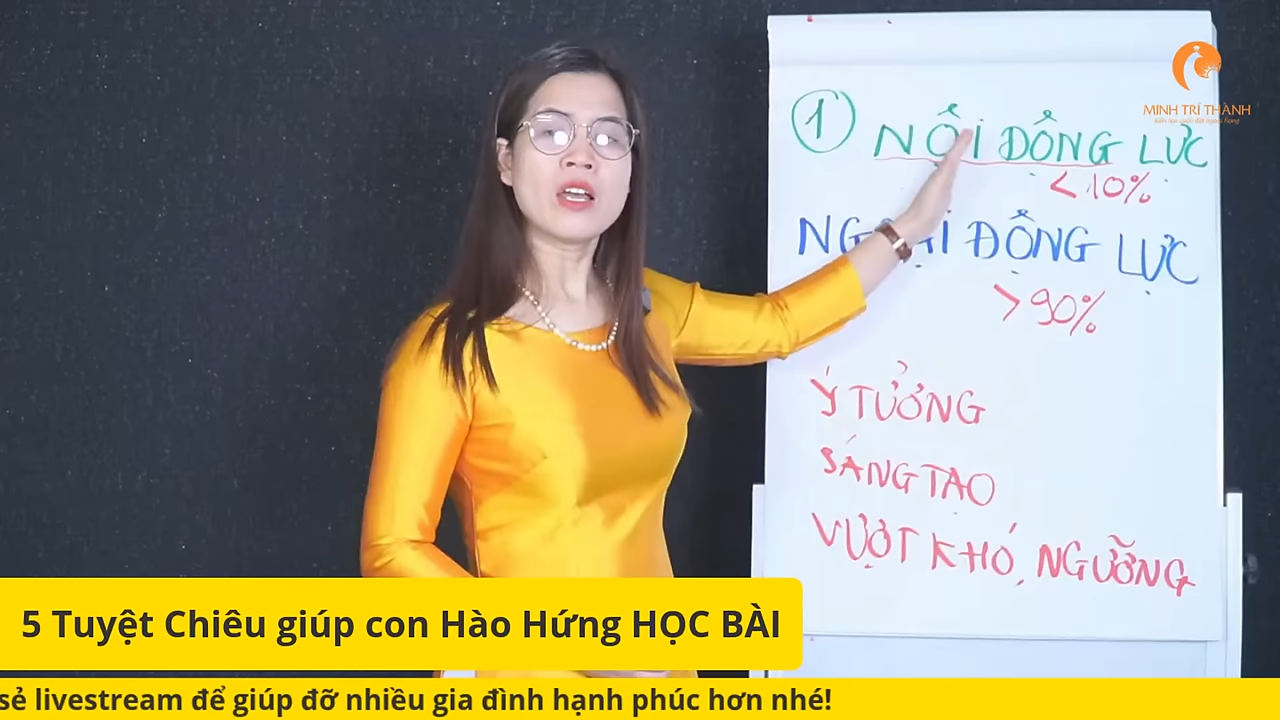 MINH TRÍ THÀNH
1 NỘI ĐỘNG LỰC
< 10%
NGOẠI ĐỘNG LỰC
> 90%
Ý TƯỞNG
SÁNG TẠO
VƯỢT KHÓ, NGƯỠNG
5 Tuyệt Chiêu giúp con Hào Hứng HỌC BÀI
sẻ livestream để giúp đỡ nhiều gia đình hạnh phúc hơn nhé!